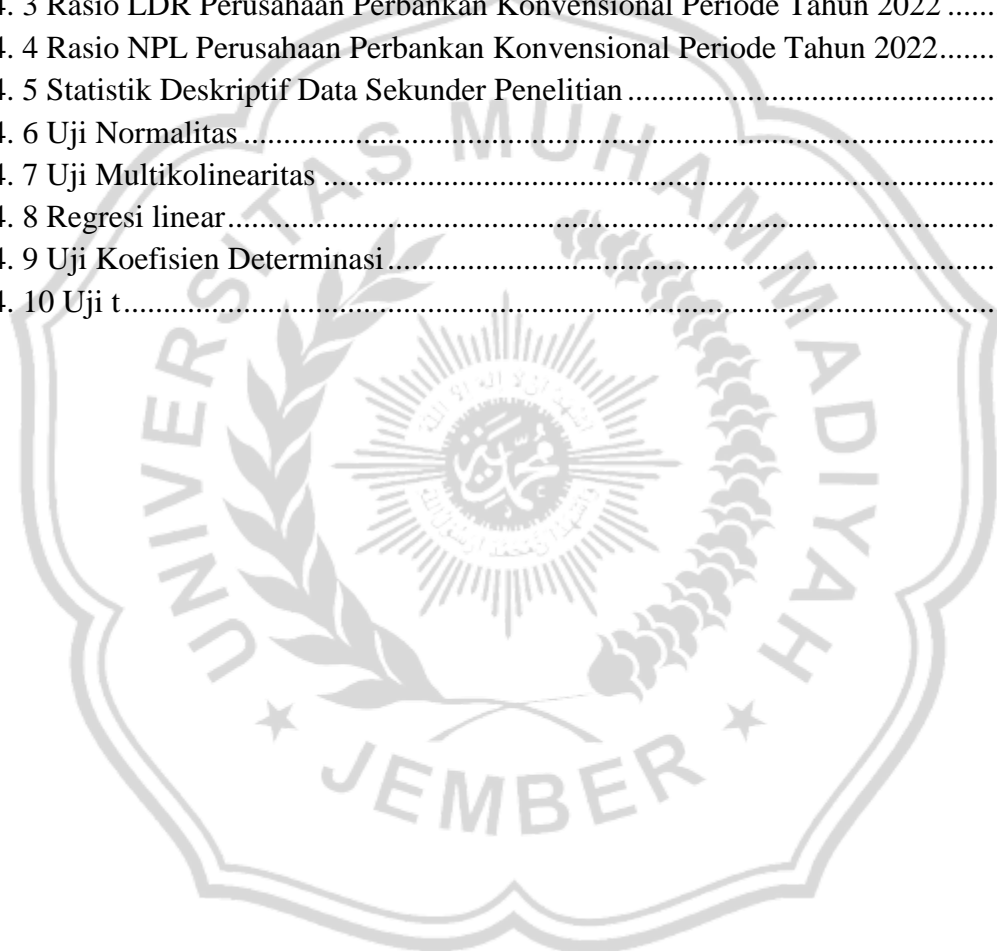 4. 3 Rasio LDR Perusahaan Perbankan Konvensional Periode Tahun 2022 ......
4. 4 Rasio NPL Perusahaan Perbankan Konvensional Periode Tahun 2022.......
4. 5 Statistik Deskriptif Data Sekunder Penelitian .............................................
4. 6 Uji Normalitas ............................................................................................
4. 7 Uji Multikolinearitas ..................................................................................
4. 8 Regresi linear..............................................................................................
4. 9 Uji Koefisien Determinasi..........................................................................
4. 10 Uji t...........................................................................................................
UNIVERSITAS MUHAMMADIYAH
JEMBER